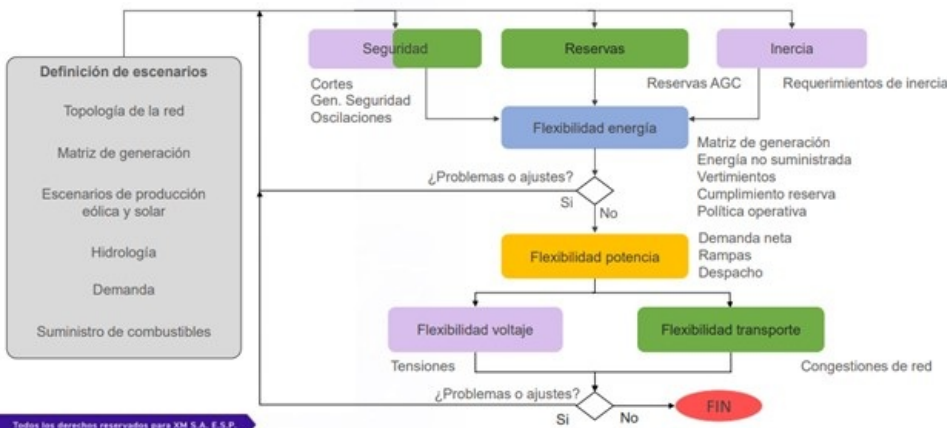 Definición de escenarios
Topología de la red
Matriz de generación
Escenarios de producción
eólica y solar
Hidrología
Demanda
Suministro de combustibles
Seguridad
Reservas
Inercia
Cortes
Gen. Seguridad
Oscilaciones
Reservas AGC
Requerimientos de inercia
Flexibilidad energía
Matriz de generación
Energía no suministrada
Vertimientos
Cumplimiento reserva
Política operativa
¿Problemas o ajustes?
Si
No
Flexibilidad potencia
Demanda neta
Rampas
Despacho
Flexibilidad voltaje
Flexibilidad transporte
Tensiones
Congestiones de red
¿Problemas o ajustes?
Si
No
FIN
Todos los derechos reservados para XM S.A. E.S.P.